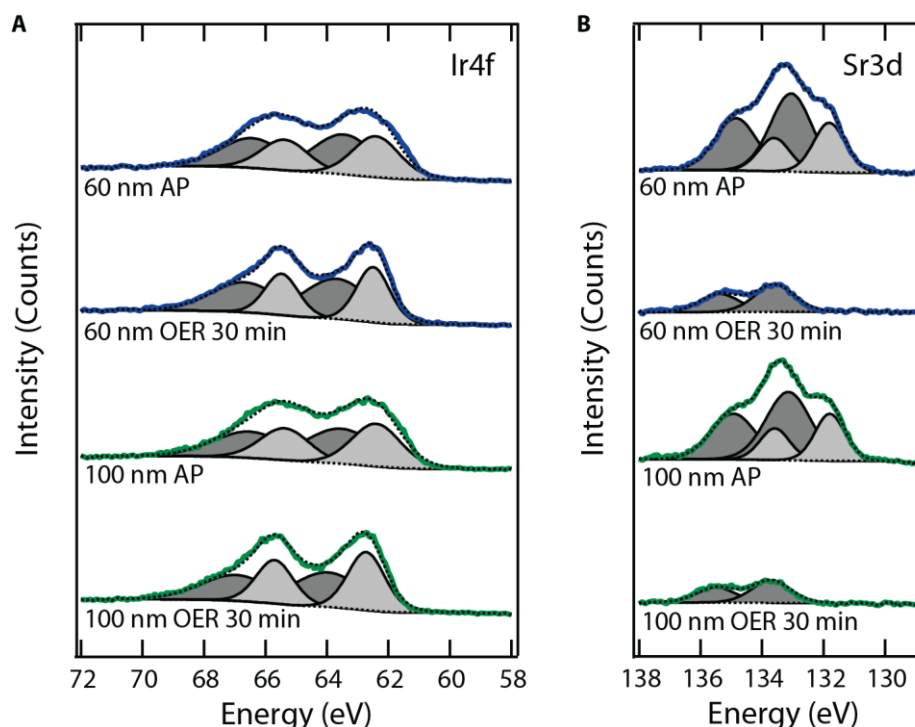 A
Ir4f
Intensity (Counts)
60 nm AP
60 nm OER 30 min
100 nm AP
100 nm OER 30 min
72 70 68 66 64 62 60 58
Energy (eV)
B
Sr3d
Intensity (Counts)
60 nm AP
60 nm OER 30 min
100 nm AP
100 nm OER 30 min
138 136 134 132 130
Energy (eV)